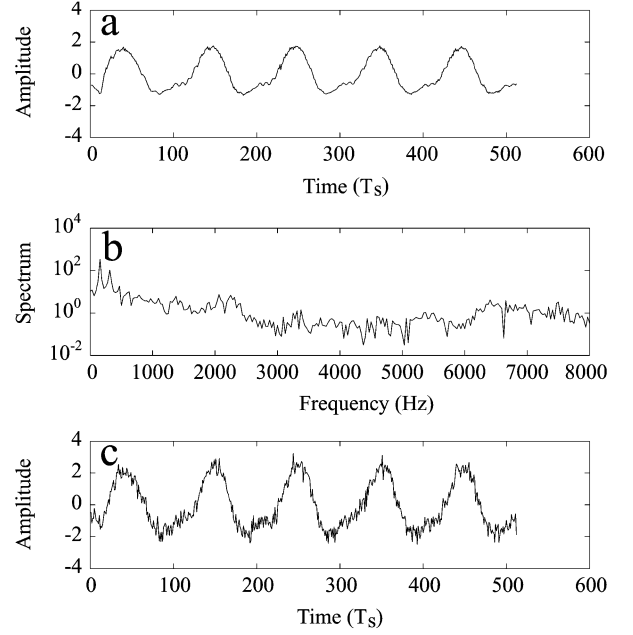 a
4
2
0
-2
-4
Amplitude
0 100 200 300 400 500 600
Time (Ts)
b
10^4
10^2
10^0
10^-2
Spectrum
0 1000 2000 3000 4000 5000 6000 7000 8000
Frequency (Hz)
c
4
2
0
-2
-4
Amplitude
0 100 200 300 400 500 600
Time (Ts)